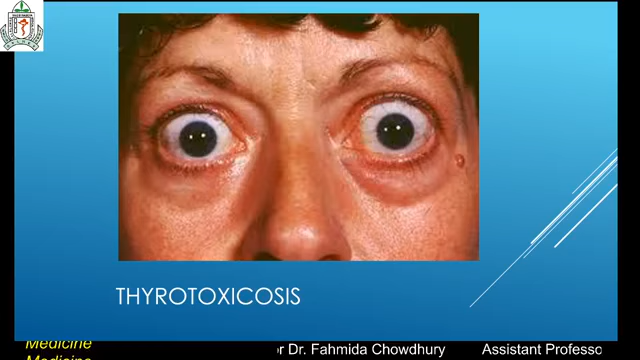 THYROTOXICOSIS
Medicine
r Dr. Fahmida Chowdhury Assistant Professo
Medicine